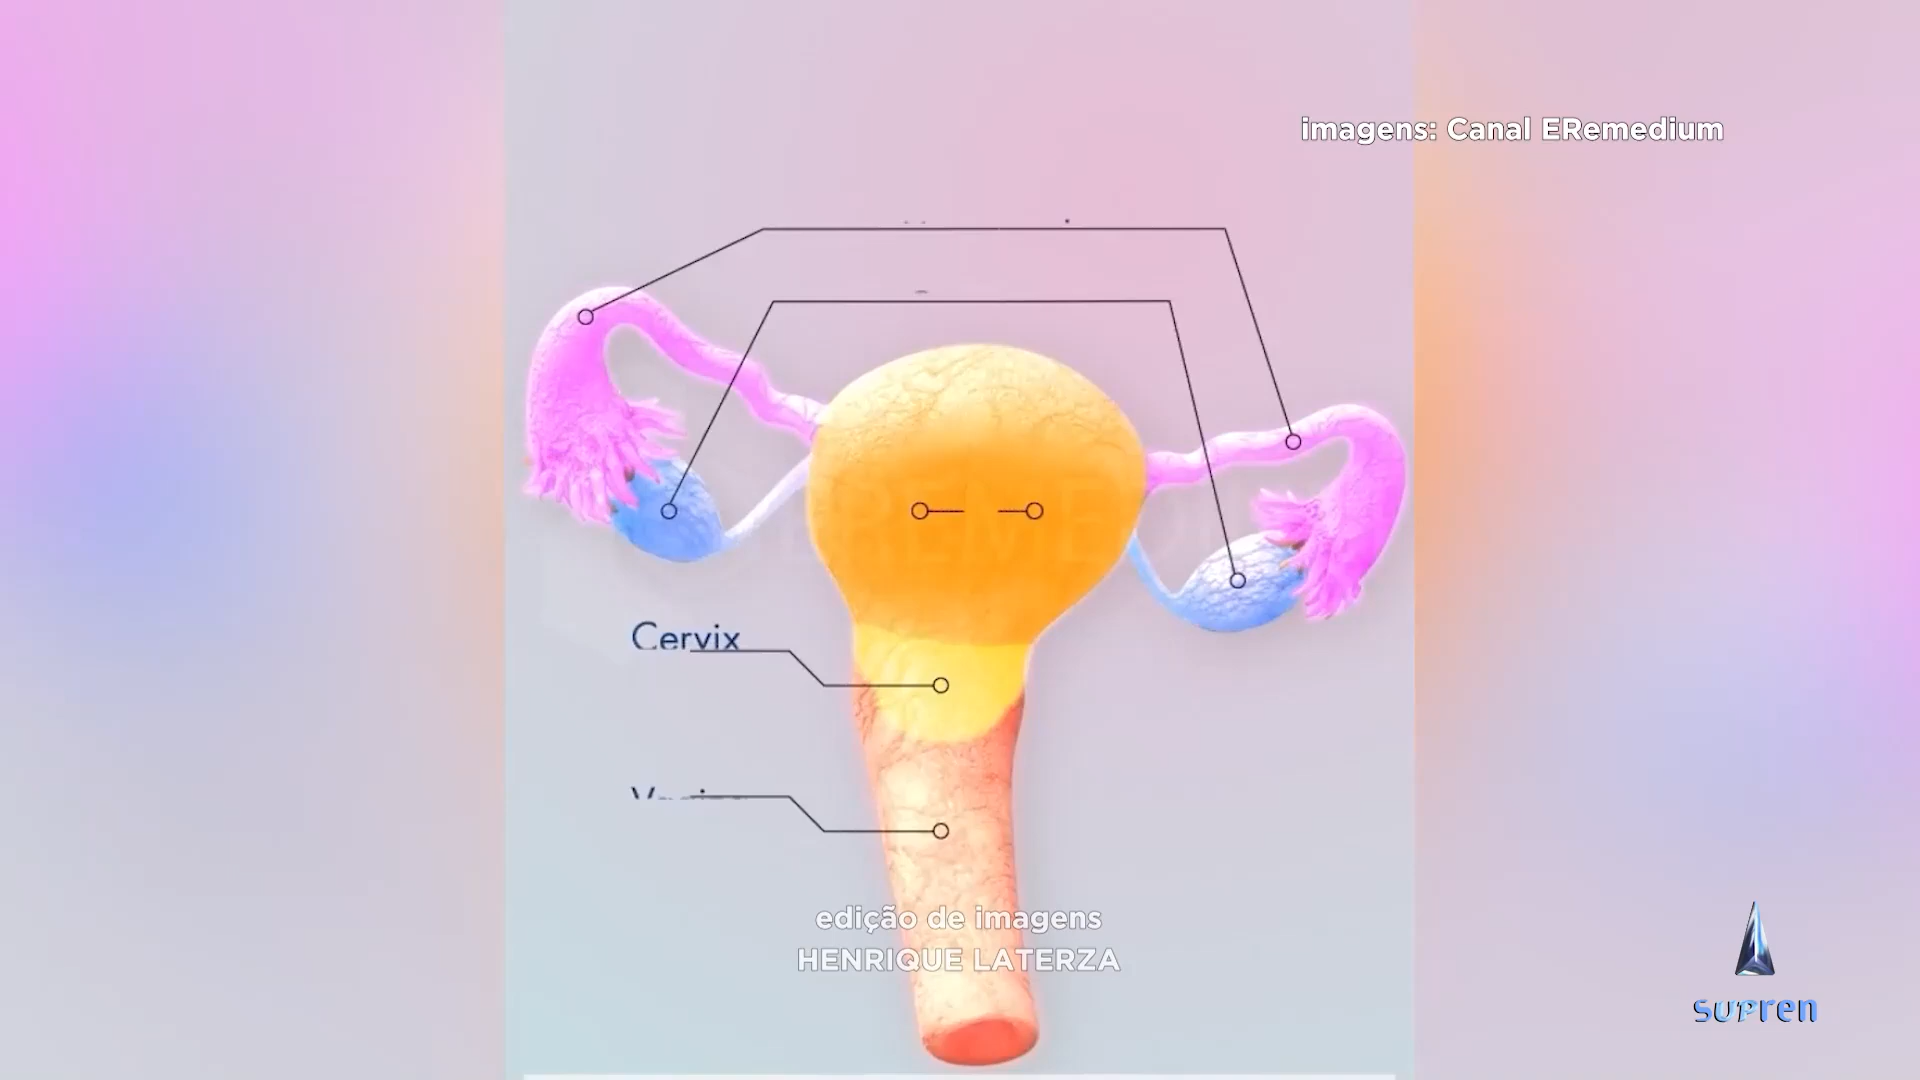 imagens: Canal ERemedium
Cervix
edição de imagens
HENRIQUE LATERZA
supren